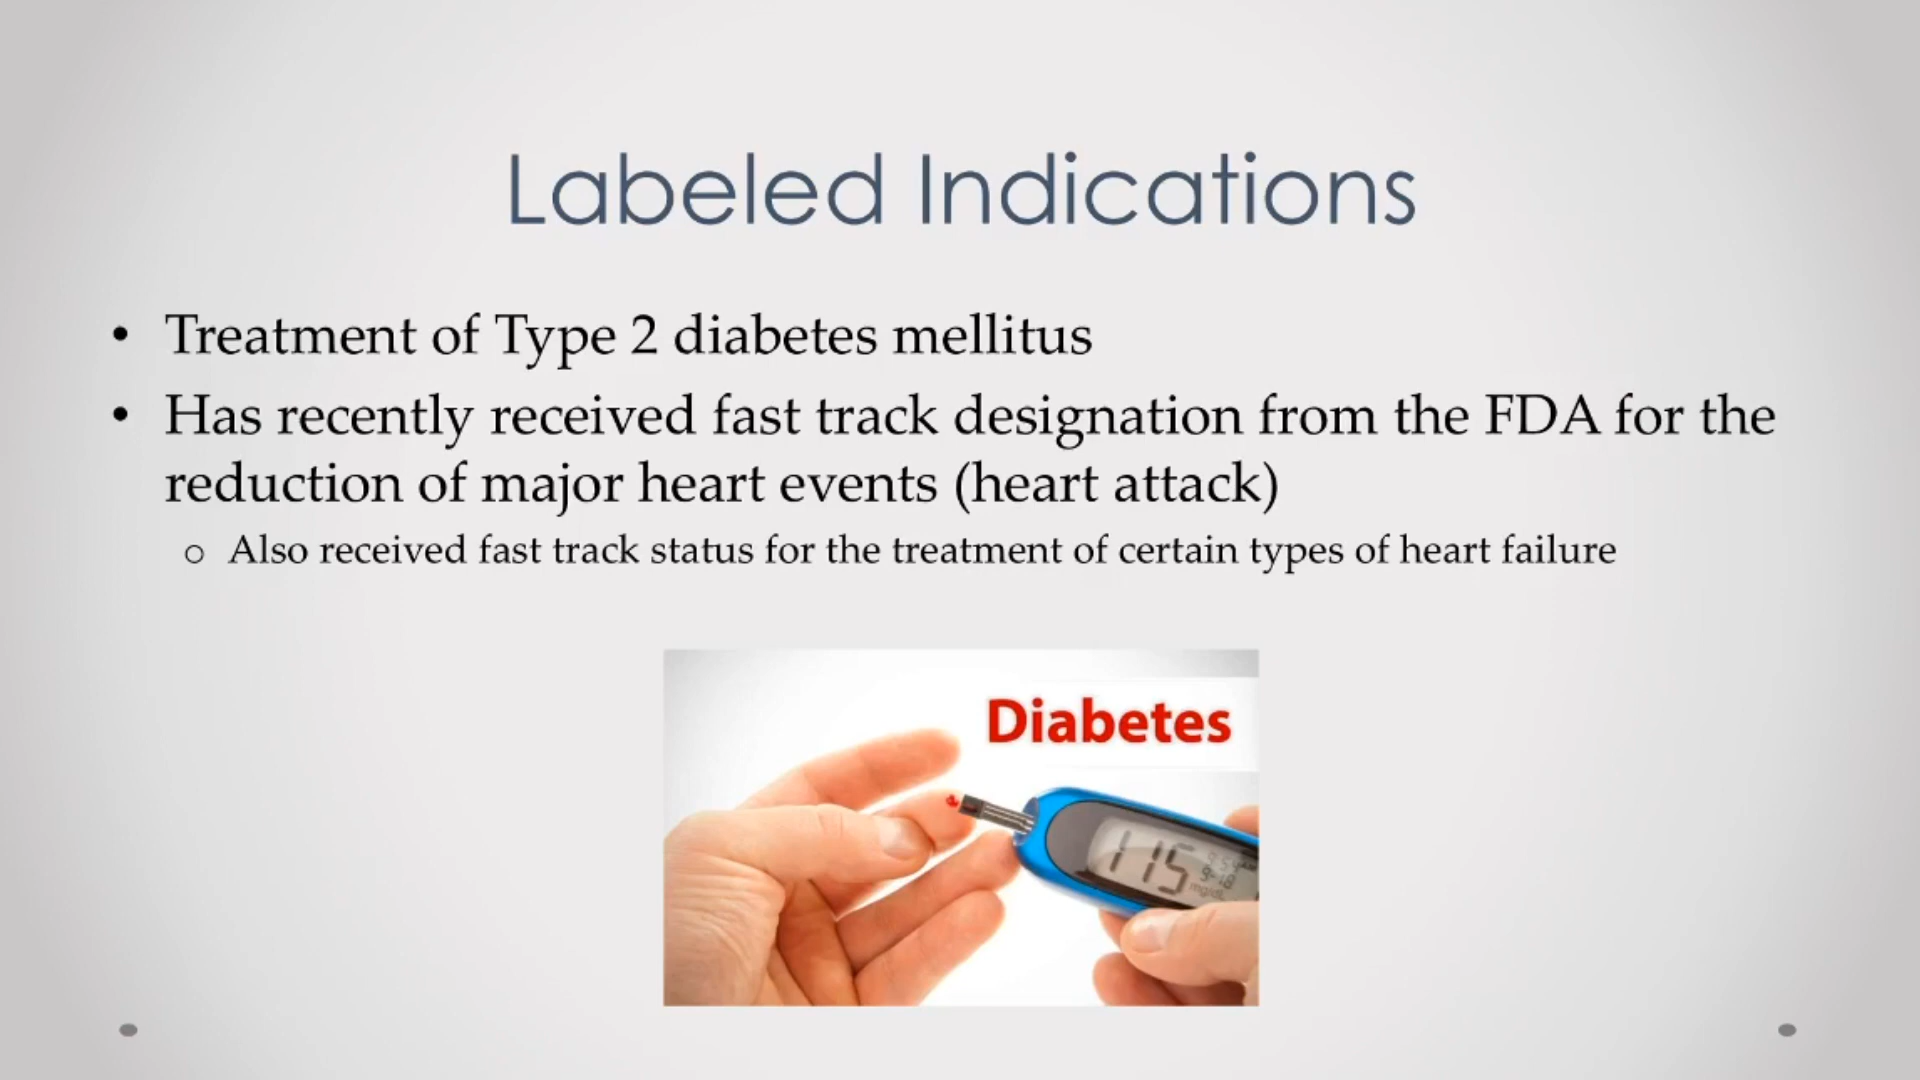 Labeled Indications
• Treatment of Type 2 diabetes mellitus
• Has recently received fast track designation from the FDA for the
reduction of major heart events (heart attack)
o Also received fast track status for the treatment of certain types of heart failure
Diabetes
115
mg/dL